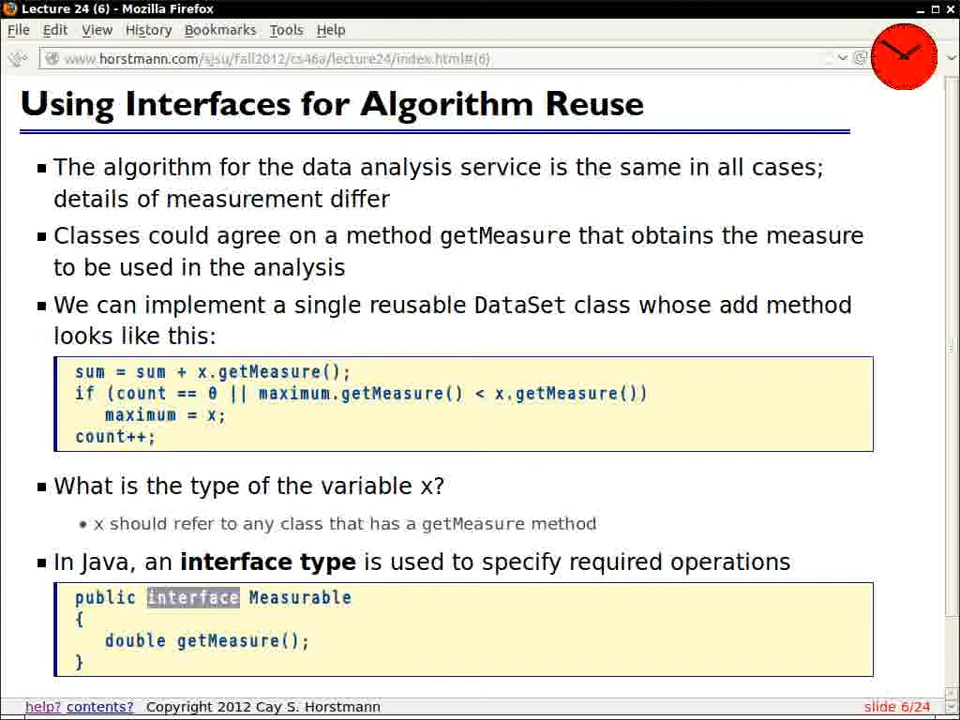 Lecture 24 (6) - Mozilla Firefox
File Edit View History Bookmarks Tools Help
www.horstmann.com/sjsu/fall2012/cs46a/lecture24/index.html#(6)
Using Interfaces for Algorithm Reuse
The algorithm for the data analysis service is the same in all cases;
details of measurement differ
Classes could agree on a method getMeasure that obtains the measure
to be used in the analysis
We can implement a single reusable DataSet class whose add method
looks like this:
sum = sum + x.getMeasure();
if (count == 0 || maximum.getMeasure() < x.getMeasure())
maximum = x;
count++;
What is the type of the variable x?
x should refer to any class that has a getMeasure method
In Java, an interface type is used to specify required operations
public interface Measurable
{
double getMeasure();
}
help? contents? Copyright 2012 Cay S. Horstmann slide 6/24